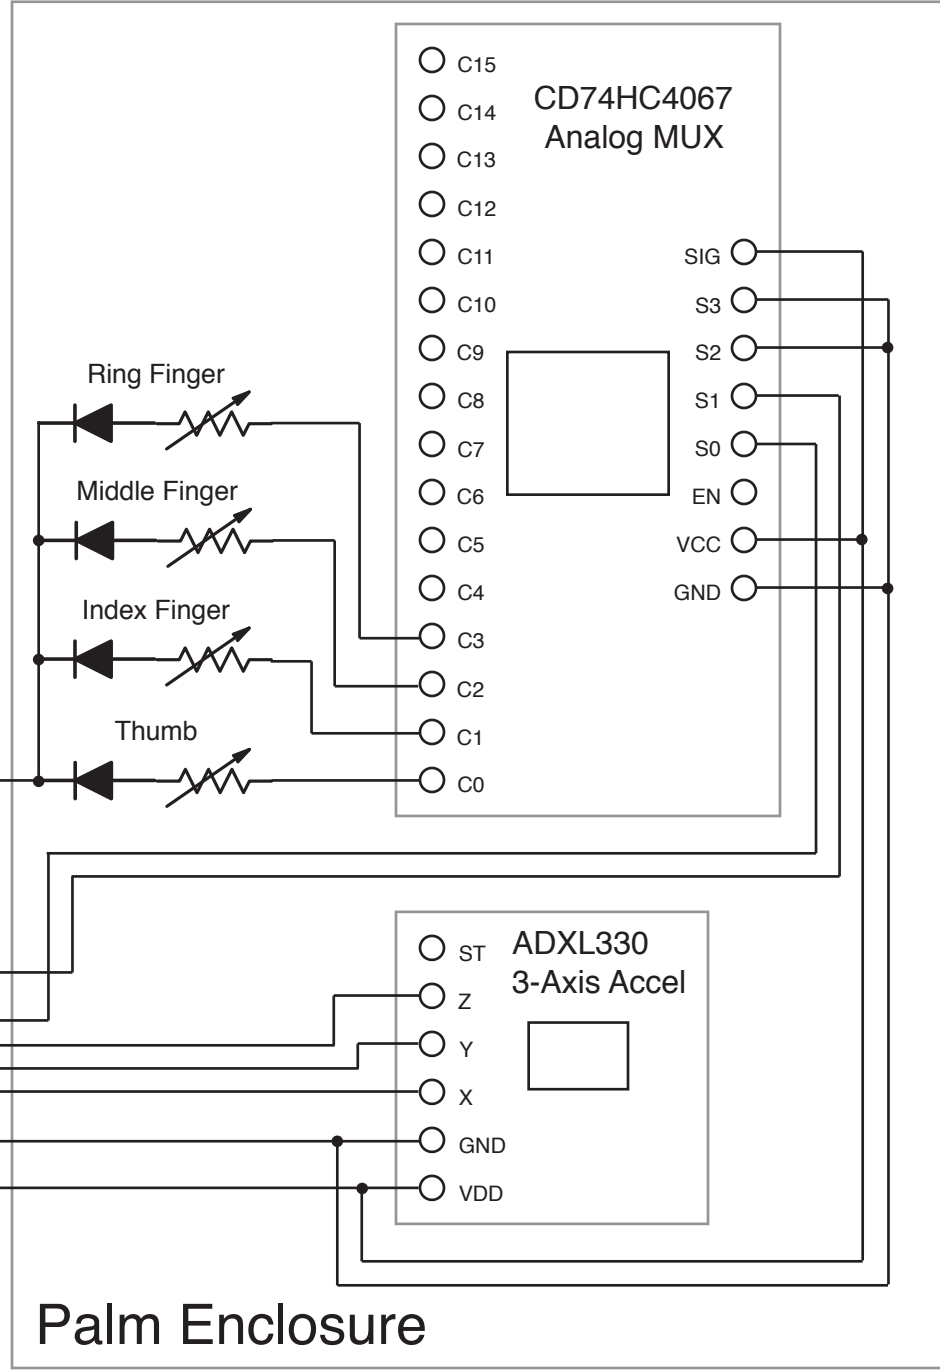 CD74HC4067
Analog MUX
C15
C14
C13
C12
C11
C10
C9
C8
C7
C6
C5
C4
C3
C2
C1
C0
SIG
S3
S2
S1
S0
EN
VCC
GND
Ring Finger
Middle Finger
Index Finger
Thumb
ADXL330
3-Axis Accel
ST
Z
Y
X
GND
VDD
Palm Enclosure